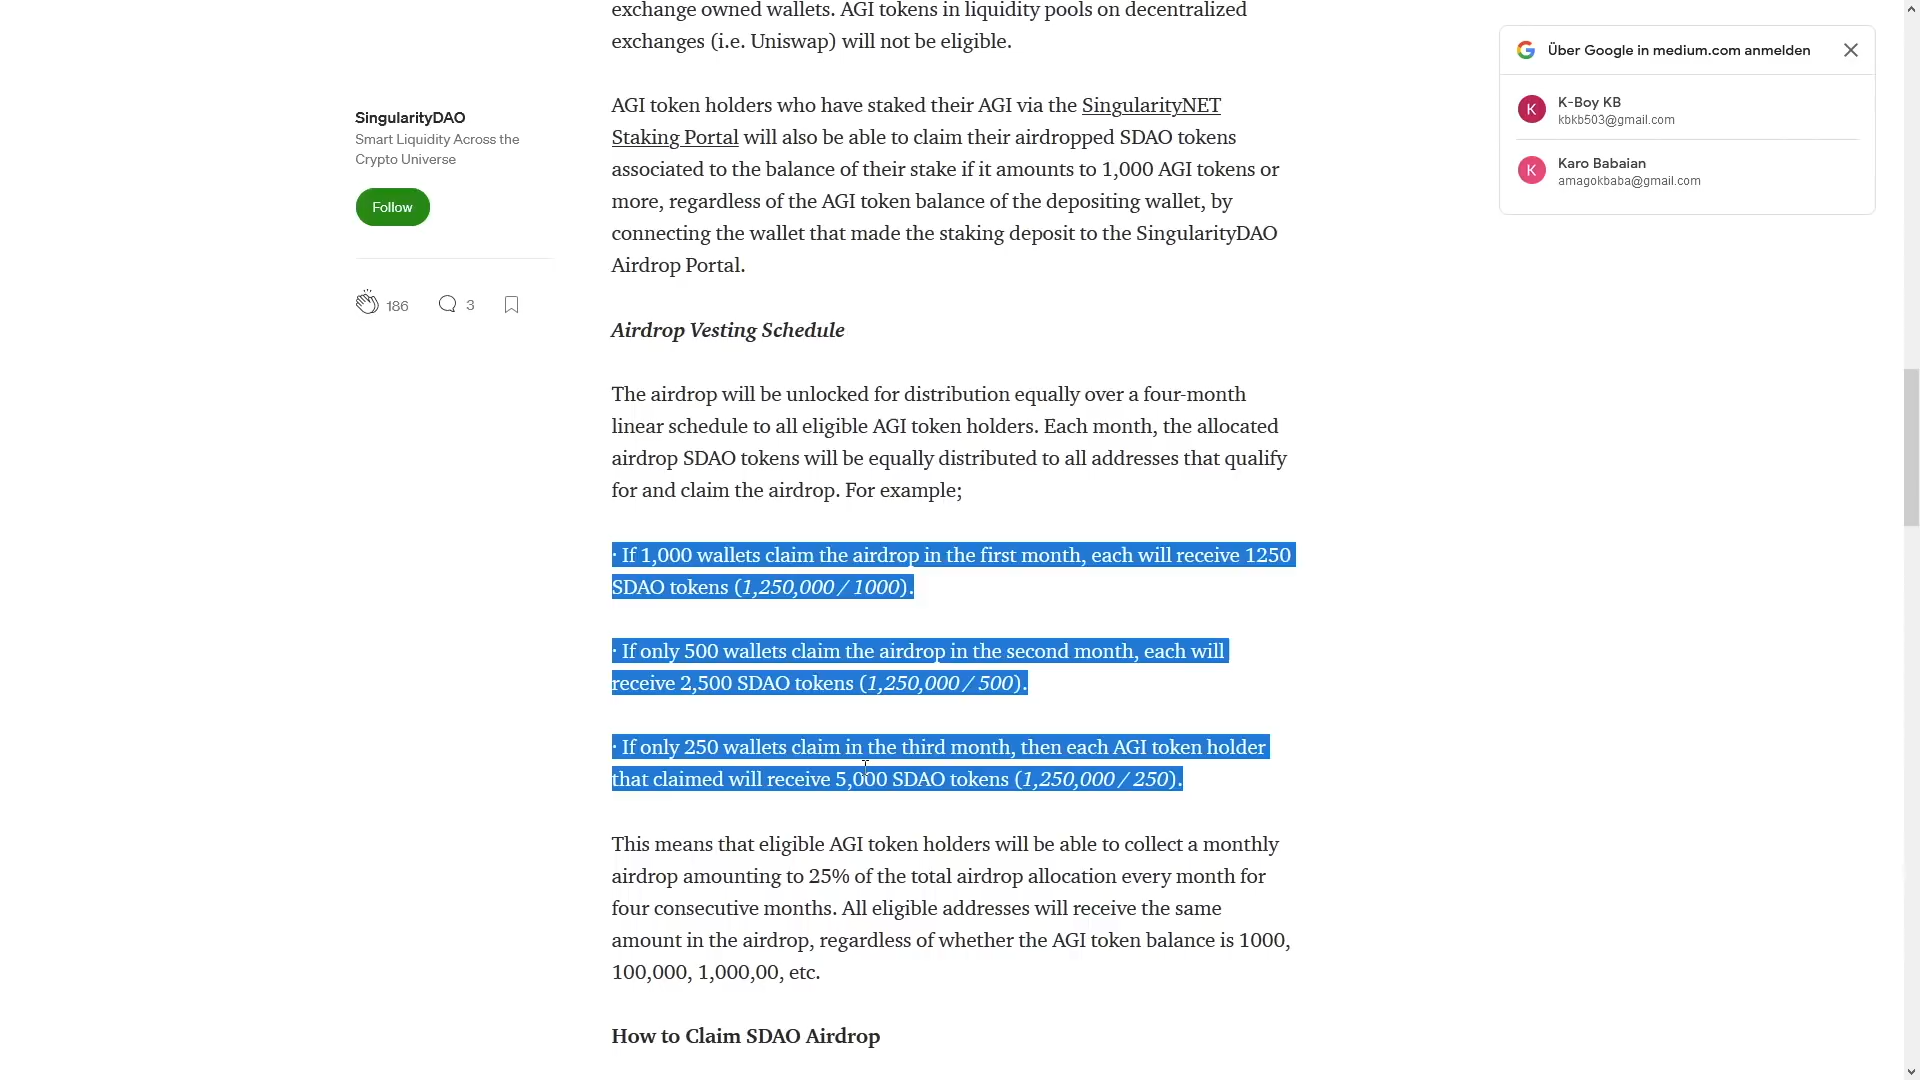 exchange owned wallets. AGI tokens in liquidity pools on decentralized
exchanges (i.e. Uniswap) will not be eligible.
Über Google in medium.com anmelden
K
K-Boy KB
kbkb503@gmail.com
K
Karo Babaian
amagokbaba@gmail.com
SingularityDAO
Smart Liquidity Across the
Crypto Universe
Follow
186
3
AGI token holders who have staked their AGI via the SingularityNET
Staking Portal will also be able to claim their airdropped SDAO tokens
associated to the balance of their stake if it amounts to 1,000 AGI tokens or
more, regardless of the AGI token balance of the depositing wallet, by
connecting the wallet that made the staking deposit to the SingularityDAO
Airdrop Portal.
Airdrop Vesting Schedule
The airdrop will be unlocked for distribution equally over a four-month
linear schedule to all eligible AGI token holders. Each month, the allocated
airdrop SDAO tokens will be equally distributed to all addresses that qualify
for and claim the airdrop. For example;
· If 1,000 wallets claim the airdrop in the first month, each will receive 1250
SDAO tokens (1,250,000 / 1000).
· If only 500 wallets claim the airdrop in the second month, each will
receive 2,500 SDAO tokens (1,250,000 / 500).
· If only 250 wallets claim in the third month, then each AGI token holder
that claimed will receive 5,000 SDAO tokens (1,250,000 / 250).
This means that eligible AGI token holders will be able to collect a monthly
airdrop amounting to 25% of the total airdrop allocation every month for
four consecutive months. All eligible addresses will receive the same
amount in the airdrop, regardless of whether the AGI token balance is 1000,
100,000, 1,000,00, etc.
How to Claim SDAO Airdrop